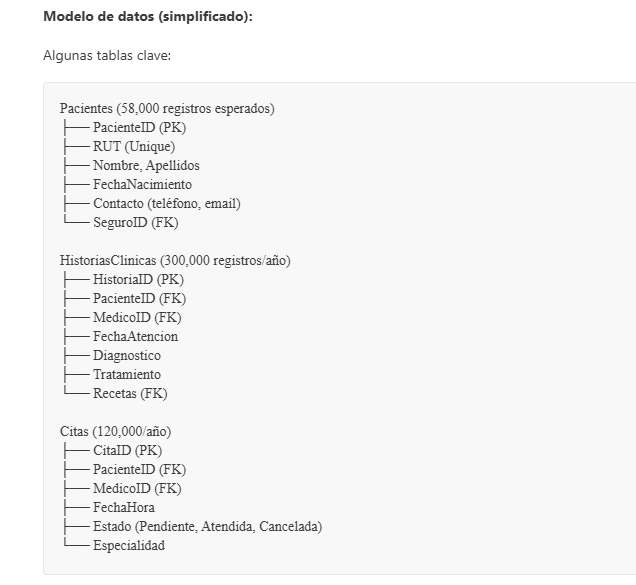 Modelo de datos (simplificado):
Algunas tablas clave:
Pacientes (58,000 registros esperados)
├── PacienteID (PK)
├── RUT (Unique)
├── Nombre, Apellidos
├── FechaNacimiento
├── Contacto (teléfono, email)
└── SeguroID (FK)
HistoriasClinicas (300,000 registros/año)
├── HistoriaID (PK)
├── PacienteID (FK)
├── MedicoID (FK)
├── FechaAtencion
├── Diagnostico
├── Tratamiento
└── Recetas (FK)
Citas (120,000/año)
├── CitaID (PK)
├── PacienteID (FK)
├── MedicoID (FK)
├── FechaHora
├── Estado (Pendiente, Atendida, Cancelada)
└── Especialidad